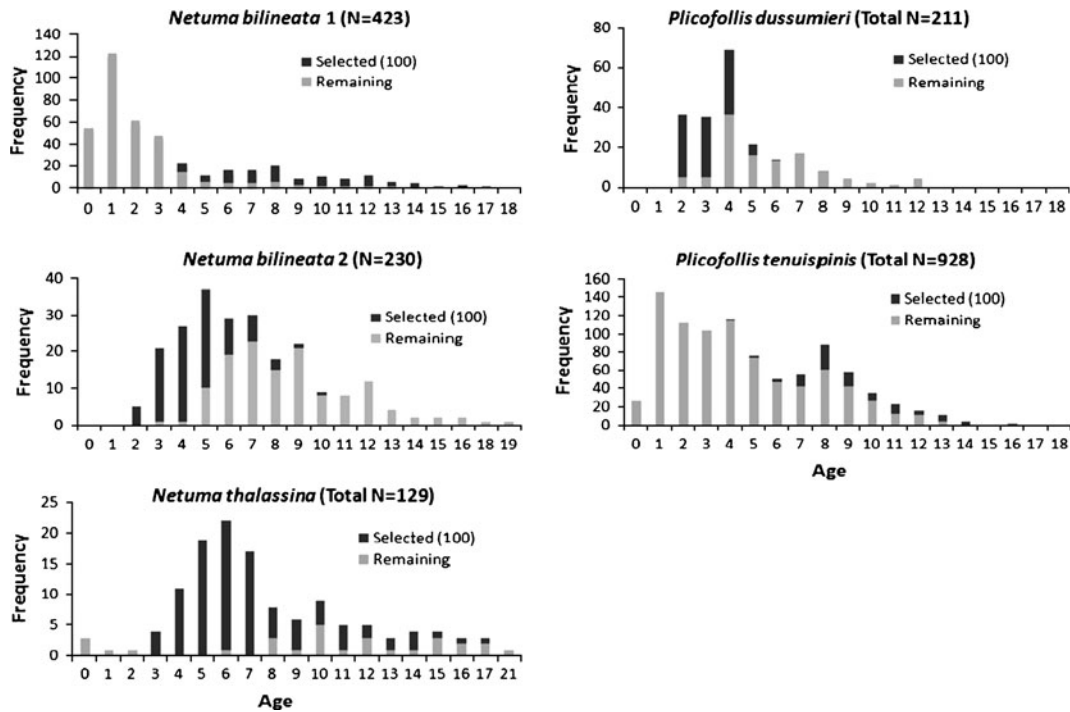 Netuma bilineata 1 (N=423)
Frequency
140
120
100
80
60
40
20
0
Selected (100)
Remaining
0 1 2 3 4 5 6 7 8 9 10 11 12 13 14 15 16 17 18
Plicofollis dussumieri (Total N=211)
Frequency
80
60
40
20
0
Selected (100)
Remaining
0 1 2 3 4 5 6 7 8 9 10 11 12 13 14 15 16 17 18
Netuma bilineata 2 (N=230)
Frequency
40
30
20
10
0
Selected (100)
Remaining
0 1 2 3 4 5 6 7 8 9 10 11 12 13 14 15 16 17 18 19
Plicofollis tenuispinis (Total N=928)
Frequency
160
140
120
100
80
60
40
20
0
Selected (100)
Remaining
0 1 2 3 4 5 6 7 8 9 10 11 12 13 14 15 16 17 18
Age
Netuma thalassina (Total N=129)
Frequency
25
20
15
10
5
0
Selected (100)
Remaining
0 1 2 3 4 5 6 7 8 9 10 11 12 13 14 15 16 17 21
Age